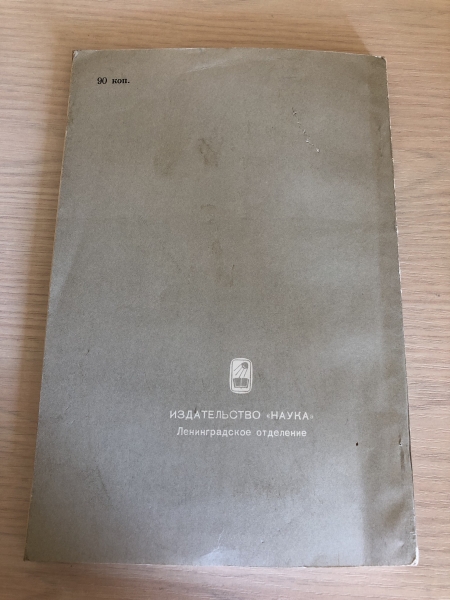 90 коп.
ИЗДАТЕЛЬСТВО «НАУКА»
Ленинградское отделение